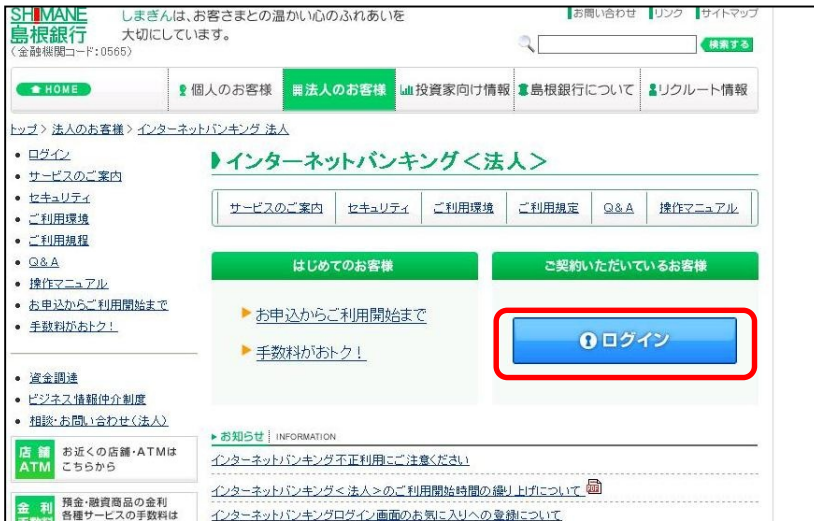 SHIMANE
島根銀行
(金融機関コード:0565)
しまぎんは、お客さまとの温かい心のふれあいを
大切にしています。
お問い合わせ リンク サイトマップ
検索する
HOME 個人のお客様 法人のお客様 投資家向け情報 島根銀行について リクルート情報
トップ > 法人のお客様 > インターネットバンキング 法人
・ログイン
・サービスのご案内
・セキュリティ
・ご利用環境
・ご利用規程
・Q&A
・操作マニュアル
・お申込からご利用開始まで
・手数料がおトク!
・資金調達
・ビジネス情報仲介制度
・相談・お問い合わせ(法人)
店舗 ATM お近くの店舗・ATMは
こちらから
金利
預金・融資商品の金利
各種サービスの手数料は
インターネットバンキング<法人>
サービスのご案内 セキュリティ ご利用環境 ご利用規定 Q&A 操作マニュアル
はじめてのお客様
お申込からご利用開始まで
手数料がおトク!
ご契約いただいているお客様
ログイン
お知らせ INFORMATION
インターネットバンキング不正利用にご注意ください
インターネットバンキング<法人>のご利用開始時間の繰り上げについて
インターネットバンキングログイン画面のお気に入りへの登録について